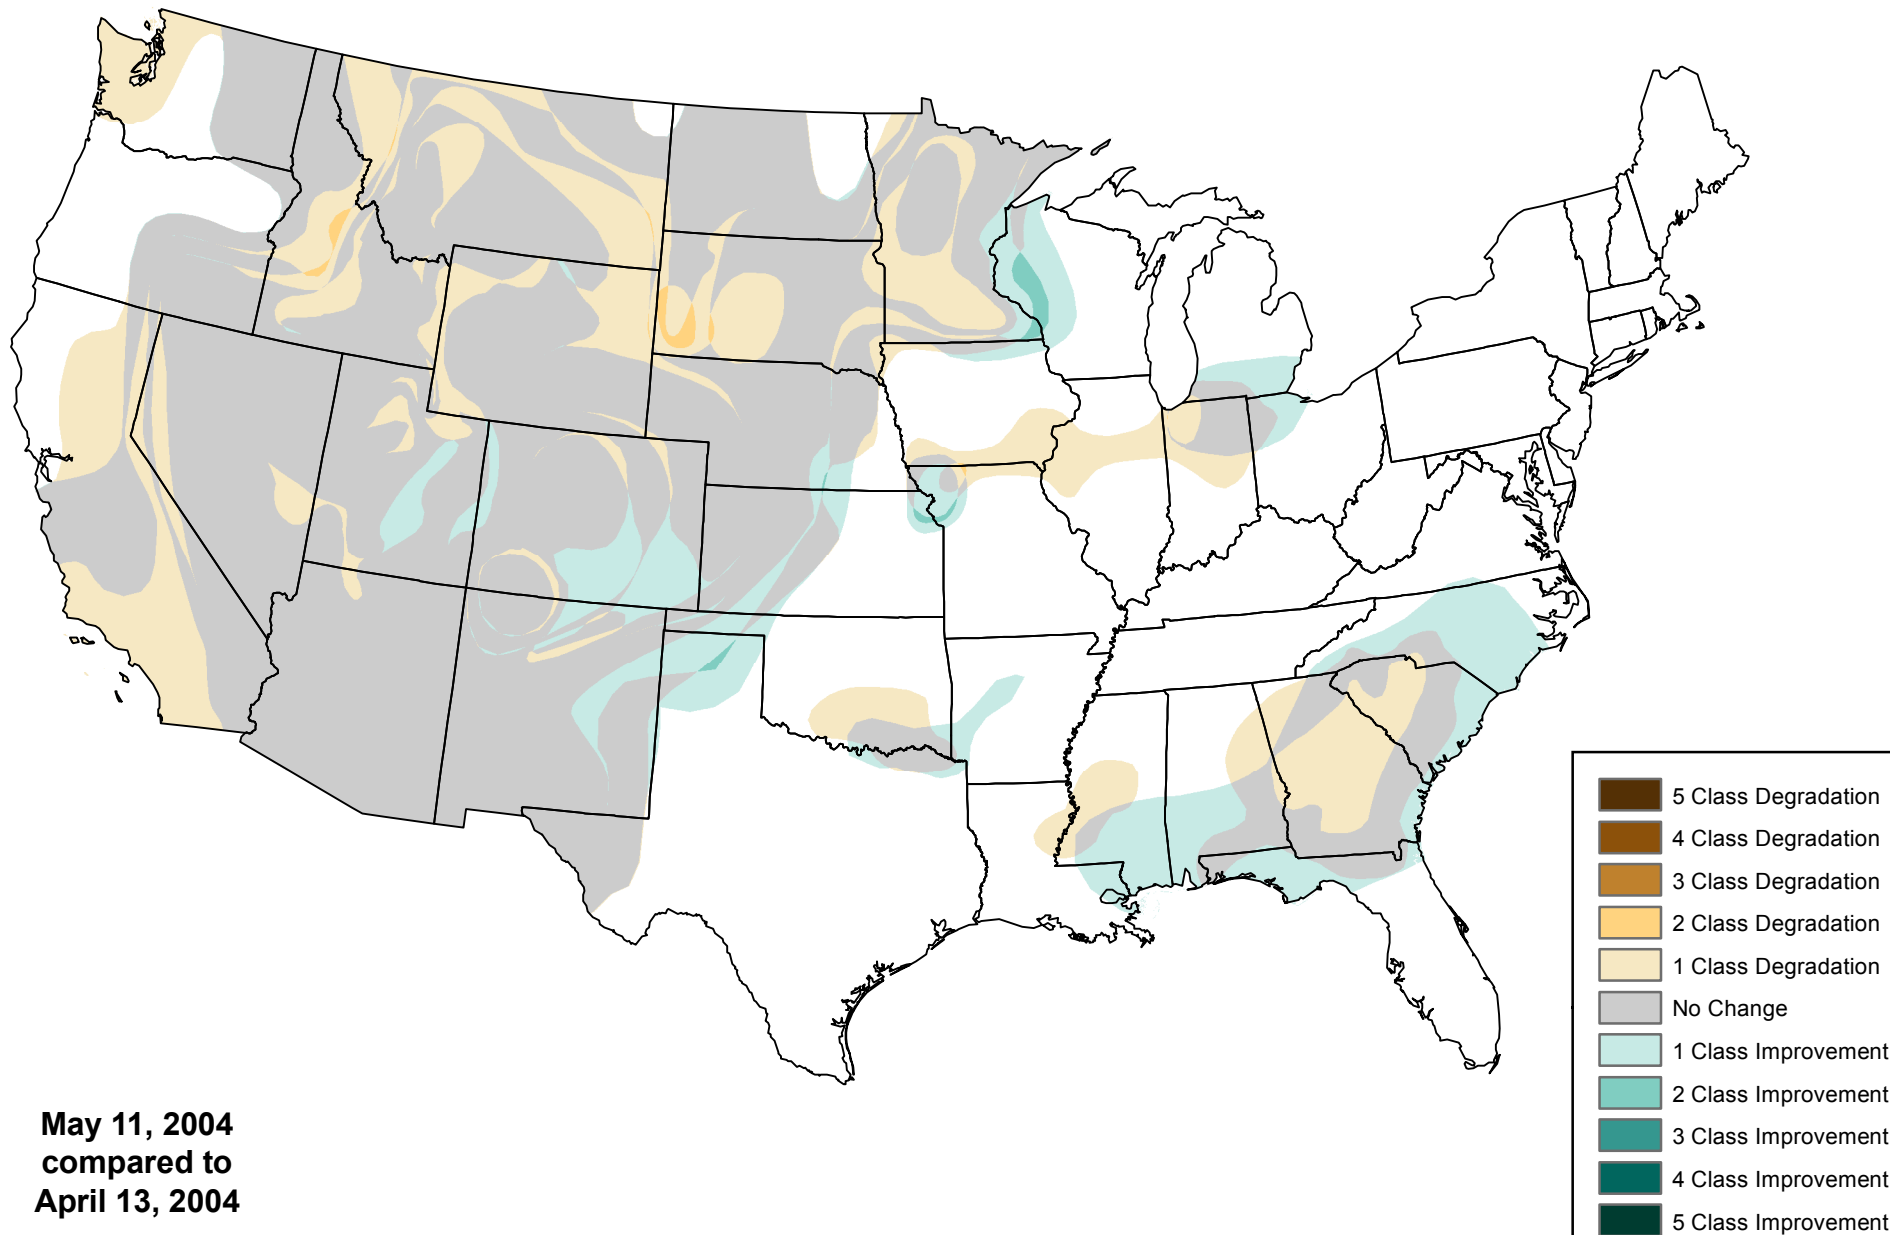 5 Class Degradation
4 Class Degradation
3 Class Degradation
2 Class Degradation
1 Class Degradation
No Change
1 Class Improvement
2 Class Improvement
3 Class Improvement
4 Class Improvement
5 Class Improvement
May 11, 2004
compared to
April 13, 2004